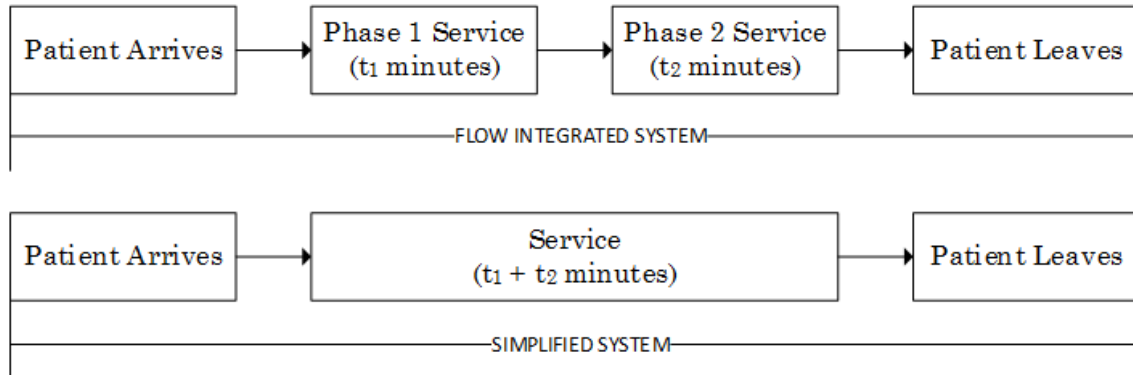 Patient Arrives
Phase 1 Service
(t₁ minutes)
Phase 2 Service
(t₂ minutes)
Patient Leaves
FLOW INTEGRATED SYSTEM
Patient Arrives
Service
(t₁ + t₂ minutes)
Patient Leaves
SIMPLIFIED SYSTEM